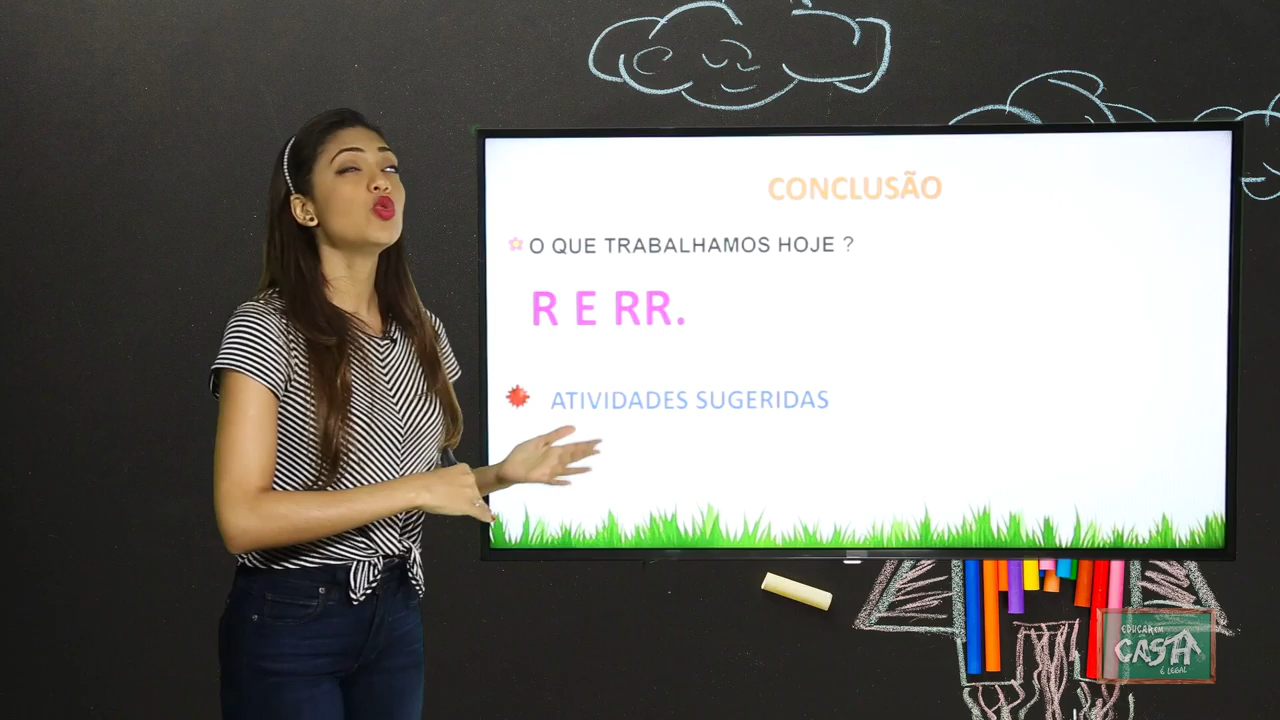 CONCLUSÃO
O QUE TRABALHAMOS HOJE ?
R E RR.
ATIVIDADES SUGERIDAS
EDUCAR EM
CASA
É LEGAL